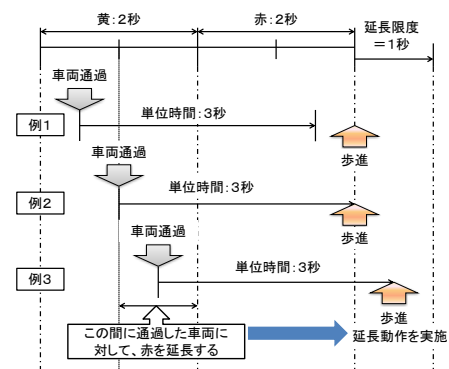 黄:2秒
赤:2秒
延長限度
=1秒
車両通過
例1
単位時間:3秒
歩進
車両通過
例2
単位時間:3秒
歩進
車両通過
例3
単位時間:3秒
歩進
延長動作を実施
この間に通過した車両に
対して、赤を延長する